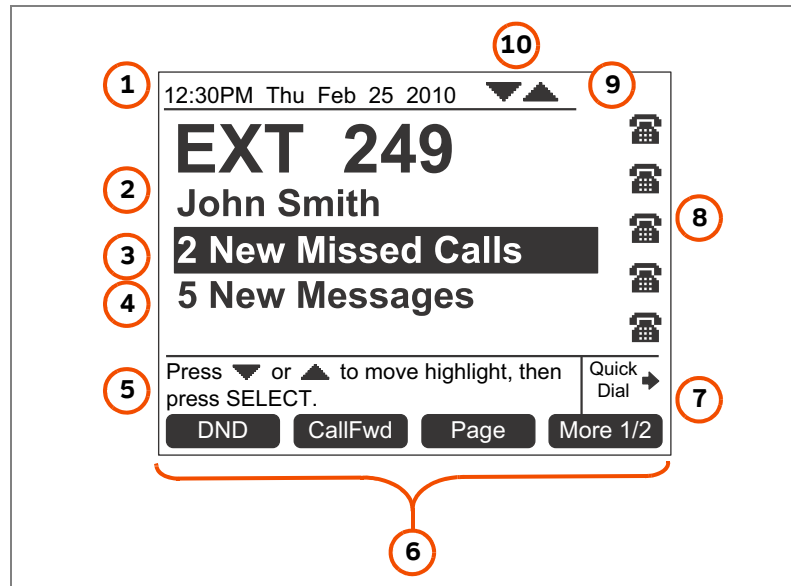 10
1
9
12:30PM Thu Feb 25 2010
EXT 249
2
John Smith
8
3
2 New Missed Calls
4
5 New Messages
5
Press ▼ or ▲ to move highlight, then
press SELECT.
Quick
Dial
7
DND CallFwd Page More 1/2
6